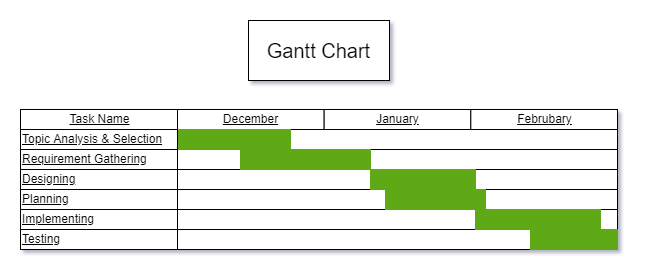 Gantt Chart
Task Name December January Februbary
Topic Analysis & Selection
Requirement Gathering
Designing
Planning
Implementing
Testing